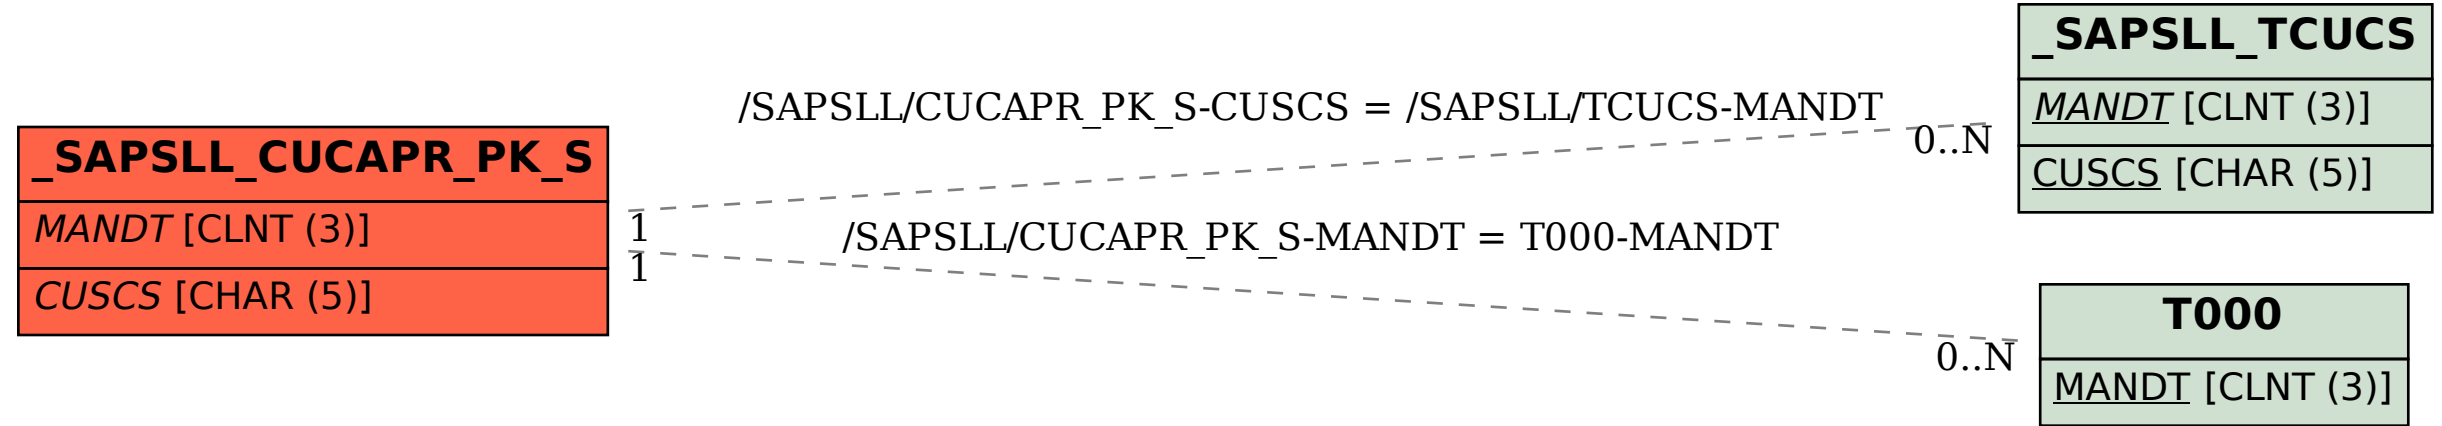 _SAPSLL_CUCAPR_PK_S
MANDT [CLNT (3)]
CUSCS [CHAR (5)]
/SAPSLL/CUCAPR_PK_S-CUSCS = /SAPSLL/TCUCS-MANDT
1
0..N
/SAPSLL/CUCAPR_PK_S-MANDT = T000-MANDT
1
0..N
_SAPSLL_TCUCS
MANDT [CLNT (3)]
CUSCS [CHAR (5)]
T000
MANDT [CLNT (3)]